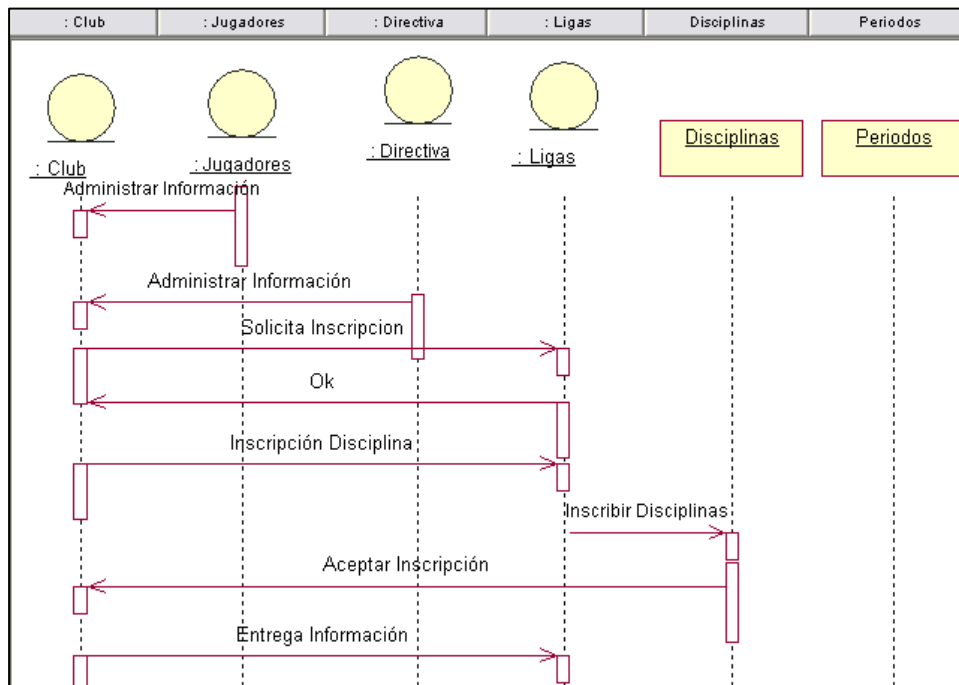 : Club
: Jugadores
: Directiva
: Ligas
Disciplinas
Periodos
: Club
: Jugadores
: Directiva
: Ligas
Disciplinas
Periodos
Administrar Información
Administrar Información
Solicita Inscripcion
Ok
Inscripción Disciplina
Inscribir Disciplinas
Aceptar Inscripción
Entrega Información